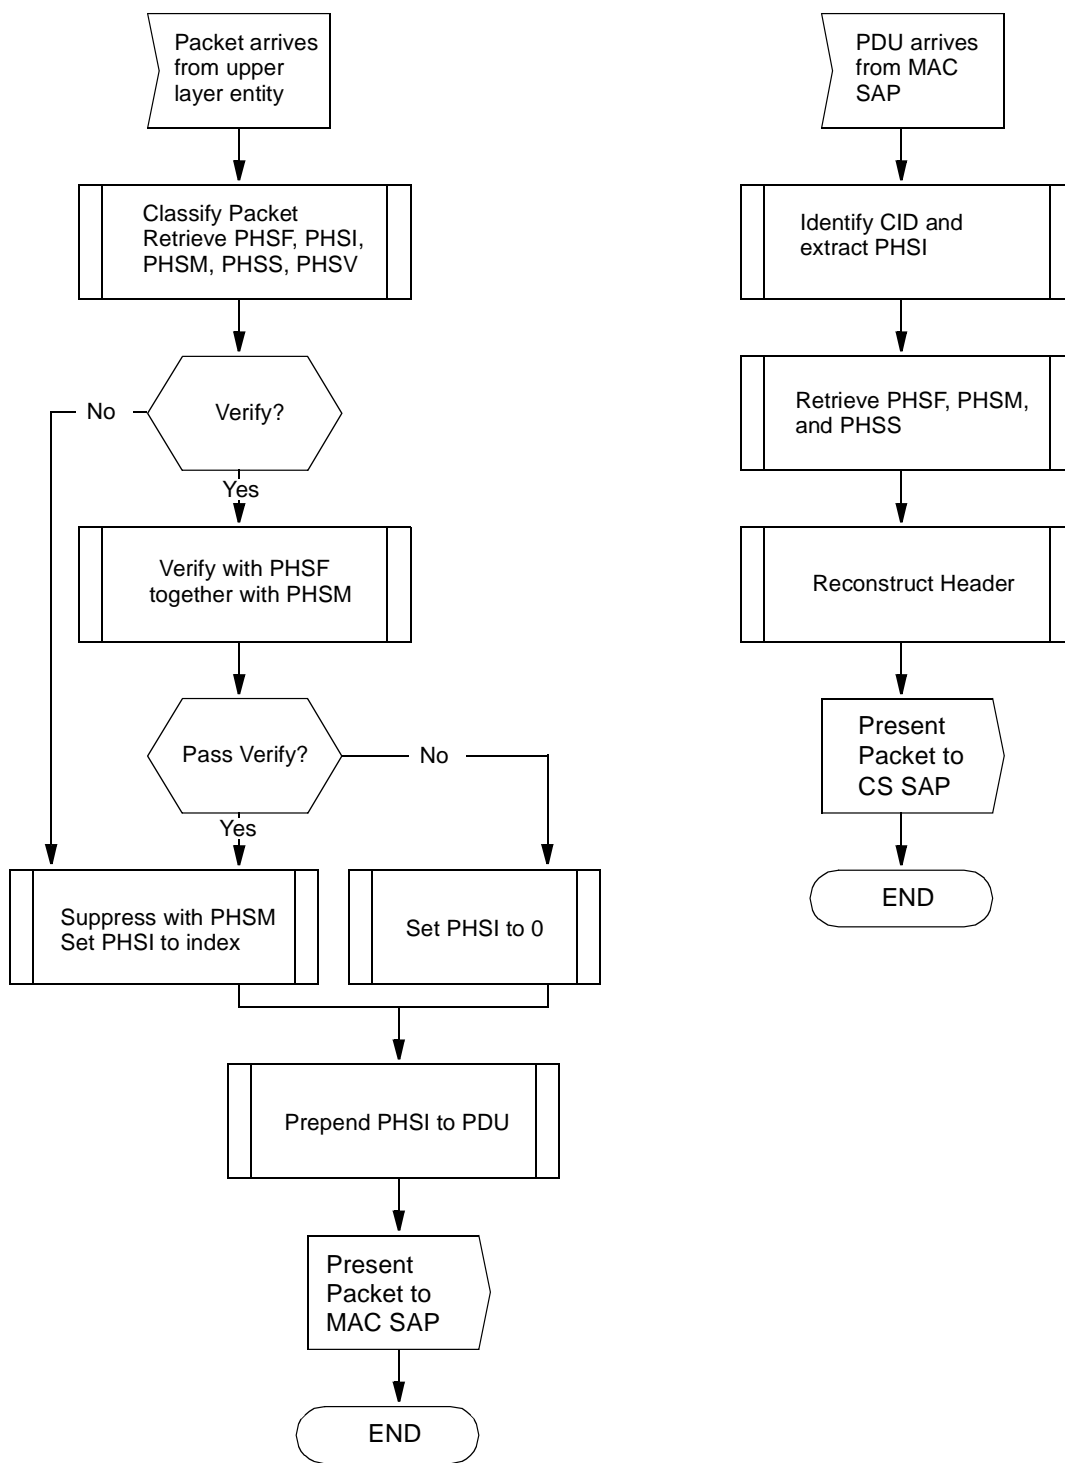 Packet arrives
from upper
layer entity
Classify Packet
Retrieve PHSF, PHSI,
PHSM, PHSS, PHSV
Verify?
No
Yes
Verify with PHSF
together with PHSM
Pass Verify?
No
Yes
Suppress with PHSM
Set PHSI to index
Set PHSI to 0
Prepend PHSI to PDU
Present
Packet to
MAC SAP
END
PDU arrives
from MAC
SAP
Identify CID and
extract PHSI
Retrieve PHSF, PHSM,
and PHSS
Reconstruct Header
Present
Packet to
CS SAP
END